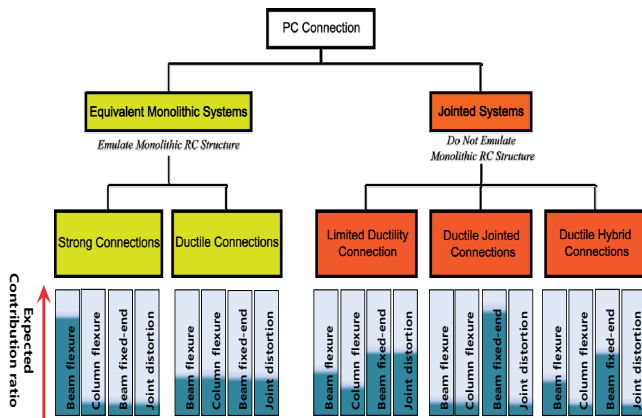 PC Connection
Equivalent Monolithic Systems
Jointed Systems
Emulate Monolithic RC Structure
Do Not Emulate
Monolithic RC Structure
Strong Connections
Ductile Connections
Limited Ductility
Connection
Ductile Jointed
Connections
Ductile Hybrid
Connections
Expected
Contribution ratio
Beam flexure
Column flexure
Beam fixed-end
Joint distortion
Beam flexure
Column flexure
Beam fixed-end
Joint distortion
Beam flexure
Column flexure
Beam fixed-end
Joint distortion
Beam flexure
Column flexure
Beam fixed-end
Joint distortion
Beam flexure
Column flexure
Beam fixed-end
Joint distortion